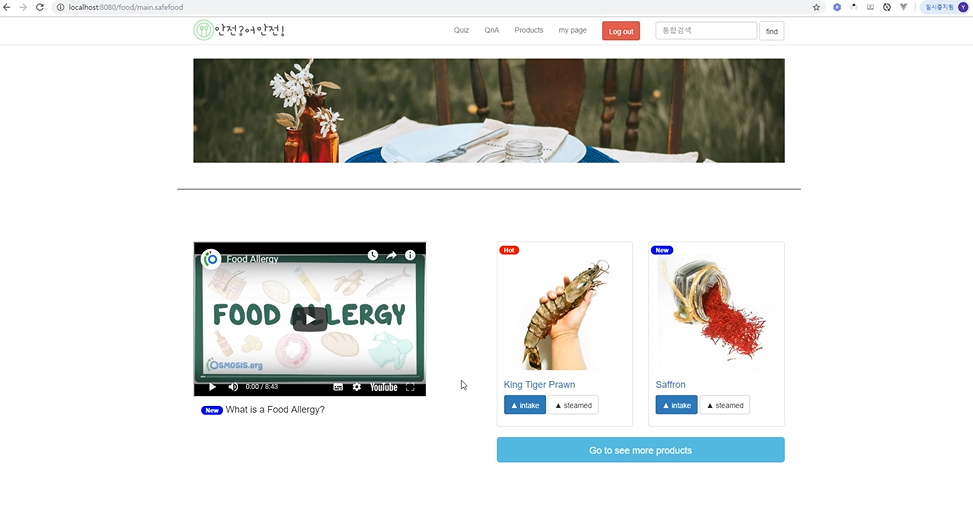 localhost:8080/food/main.safefood
일시중지됨
Y
안전?어안전!
Quiz QnA Products my page Log out 통합검색 find
Food Allergy
FOOD ALLERGY
OSMOSIS.org
0:00 / 8:43
YouTube
New What is a Food Allergy?
Hot
King Tiger Prawn
▲ intake ▲ steamed
New
Saffron
▲ intake ▲ steamed
Go to see more products